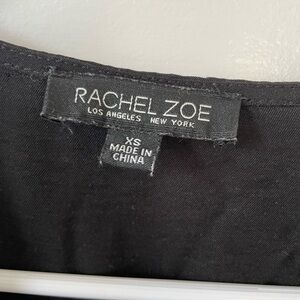 RACHEL ZOE
LOS ANGELES NEW YORK
XS
MADE IN
CHINA